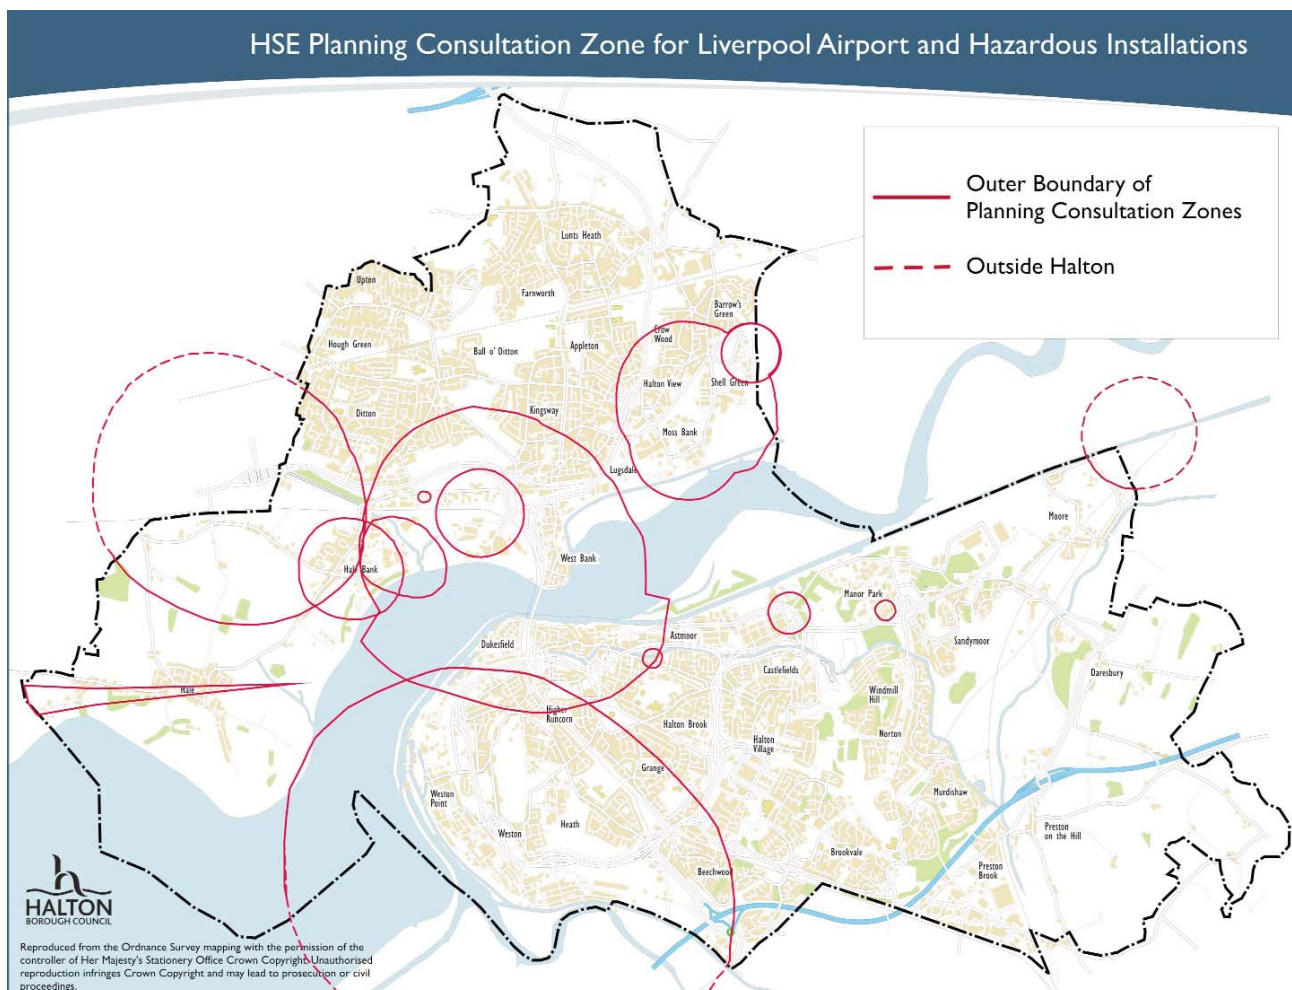 HSE Planning Consultation Zone for Liverpool Airport and Hazardous Installations
Outer Boundary of
Planning Consultation Zones
Outside Halton
Lunts Heath
Upton
Farnworth
Barrow's
Green
Crow
Wood
Hough Green
Ball o' Ditton
Appleton
Halton View
Shell Green
Ditton
Kingsway
Moss Bank
Lugsdale
Moore
West Bank
Hale Bank
Manor Park
Astmoor
Sandymoor
Dukesfield
Castlefields
Daresbury
Hale
Windmill
Hill
Higher
Runcorn
Halton Brook
Norton
Halton
Village
Grange
Weston
Point
Murdishaw
Heath
Weston
Preston
on the Hill
Brookvale
Beechwood
Preston
Brook
HALTON
BOROUGH COUNCIL
Reproduced from the Ordnance Survey mapping with the permission of the
controller of Her Majesty's Stationery Office Crown Copyright. Unauthorised
reproduction infringes Crown Copyright and may lead to prosecution or civil
proceedings.